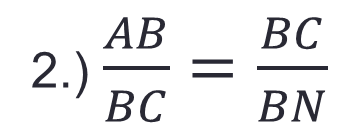 2.) AB/BC = BC/BN